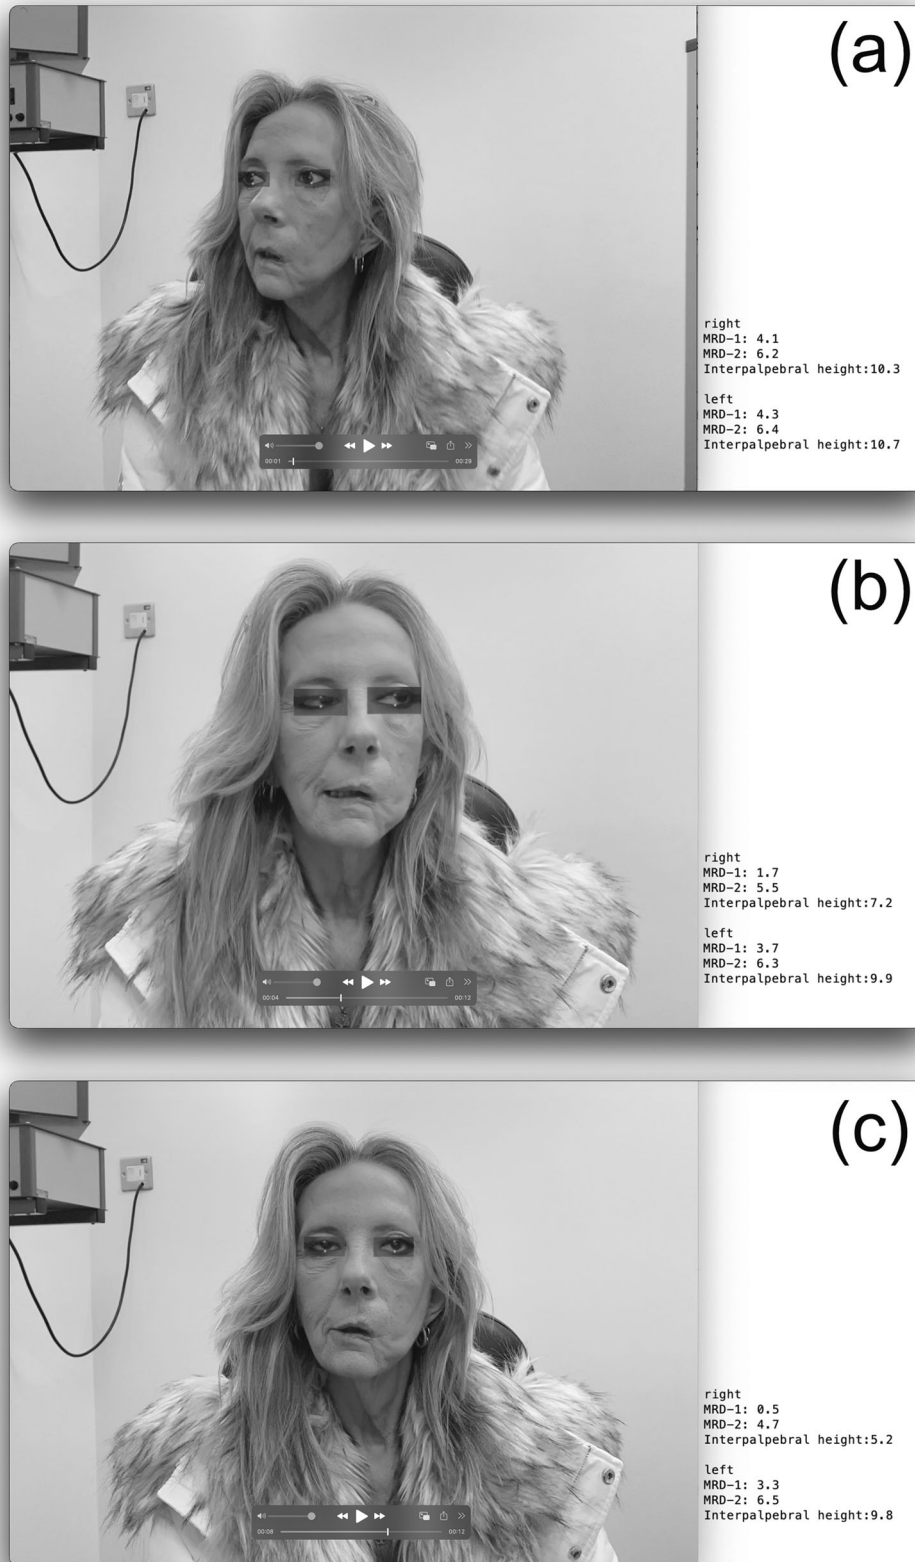 (a)
right
MRD-1: 4.1
MRD-2: 6.2
Interpalpebral height:10.3
left
MRD-1: 4.3
MRD-2: 6.4
Interpalpebral height:10.7
00:01
00:29
(b)
right
MRD-1: 1.7
MRD-2: 5.5
Interpalpebral height:7.2
left
MRD-1: 3.7
MRD-2: 6.3
Interpalpebral height:9.9
00:04
00:12
(c)
right
MRD-1: 0.5
MRD-2: 4.7
Interpalpebral height:5.2
left
MRD-1: 3.3
MRD-2: 6.5
Interpalpebral height:9.8
00:08
00:12